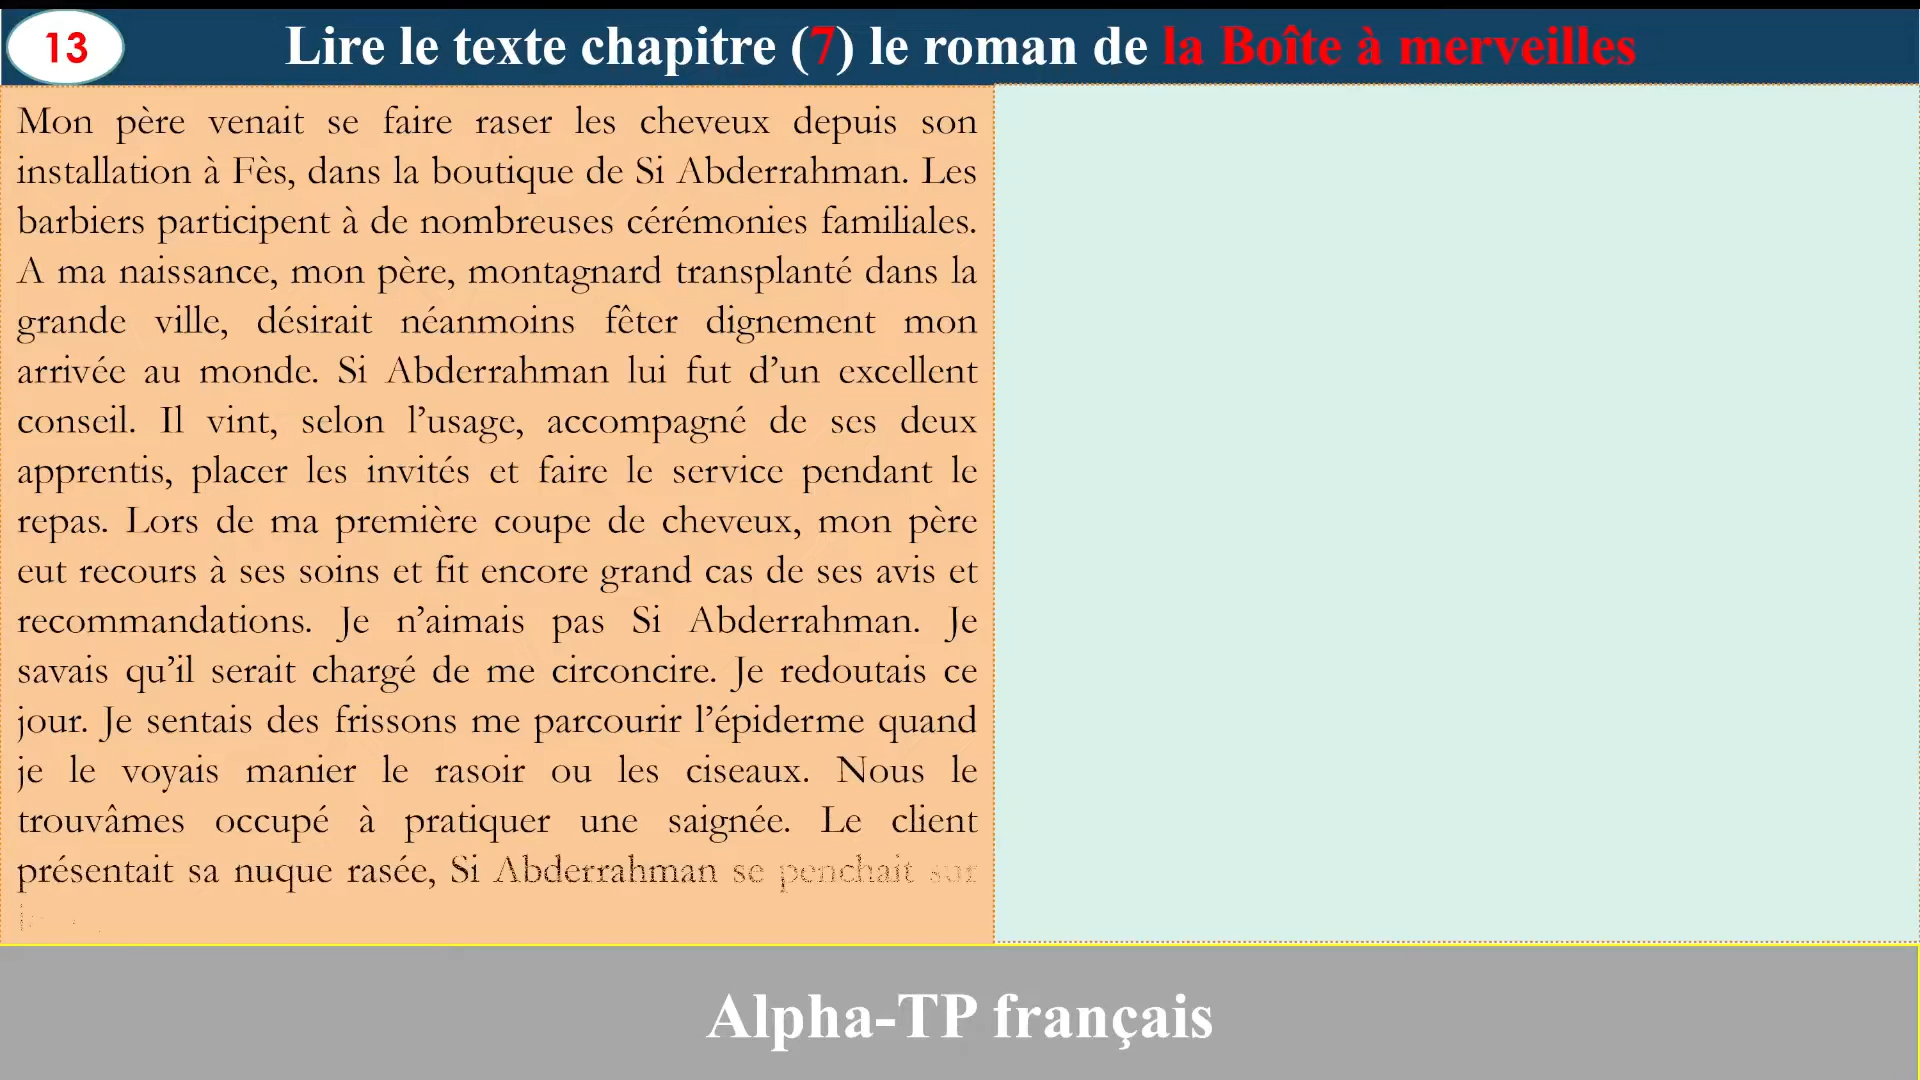 13
Lire le texte chapitre (7) le roman de la Boîte à merveilles
Mon père venait se faire raser les cheveux depuis son
installation à Fès, dans la boutique de Si Abderrahman. Les
barbiers participent à de nombreuses cérémonies familiales.
A ma naissance, mon père, montagnard transplanté dans la
grande ville, désirait néanmoins fêter dignement mon
arrivée au monde. Si Abderrahman lui fut d’un excellent
conseil. Il vint, selon l’usage, accompagné de ses deux
apprentis, placer les invités et faire le service pendant le
repas. Lors de ma première coupe de cheveux, mon père
eut recours à ses soins et fit encore grand cas de ses avis et
recommandations. Je n’aimais pas Si Abderrahman. Je
savais qu’il serait chargé de me circoncire. Je redoutais ce
jour. Je sentais des frissons me parcourir l’épiderme quand
je le voyais manier le rasoir ou les ciseaux. Nous le
trouvâmes occupé à pratiquer une saignée. Le client
présentait sa nuque rasée, Si Abderrahman se penchait sur
Alpha-TP français